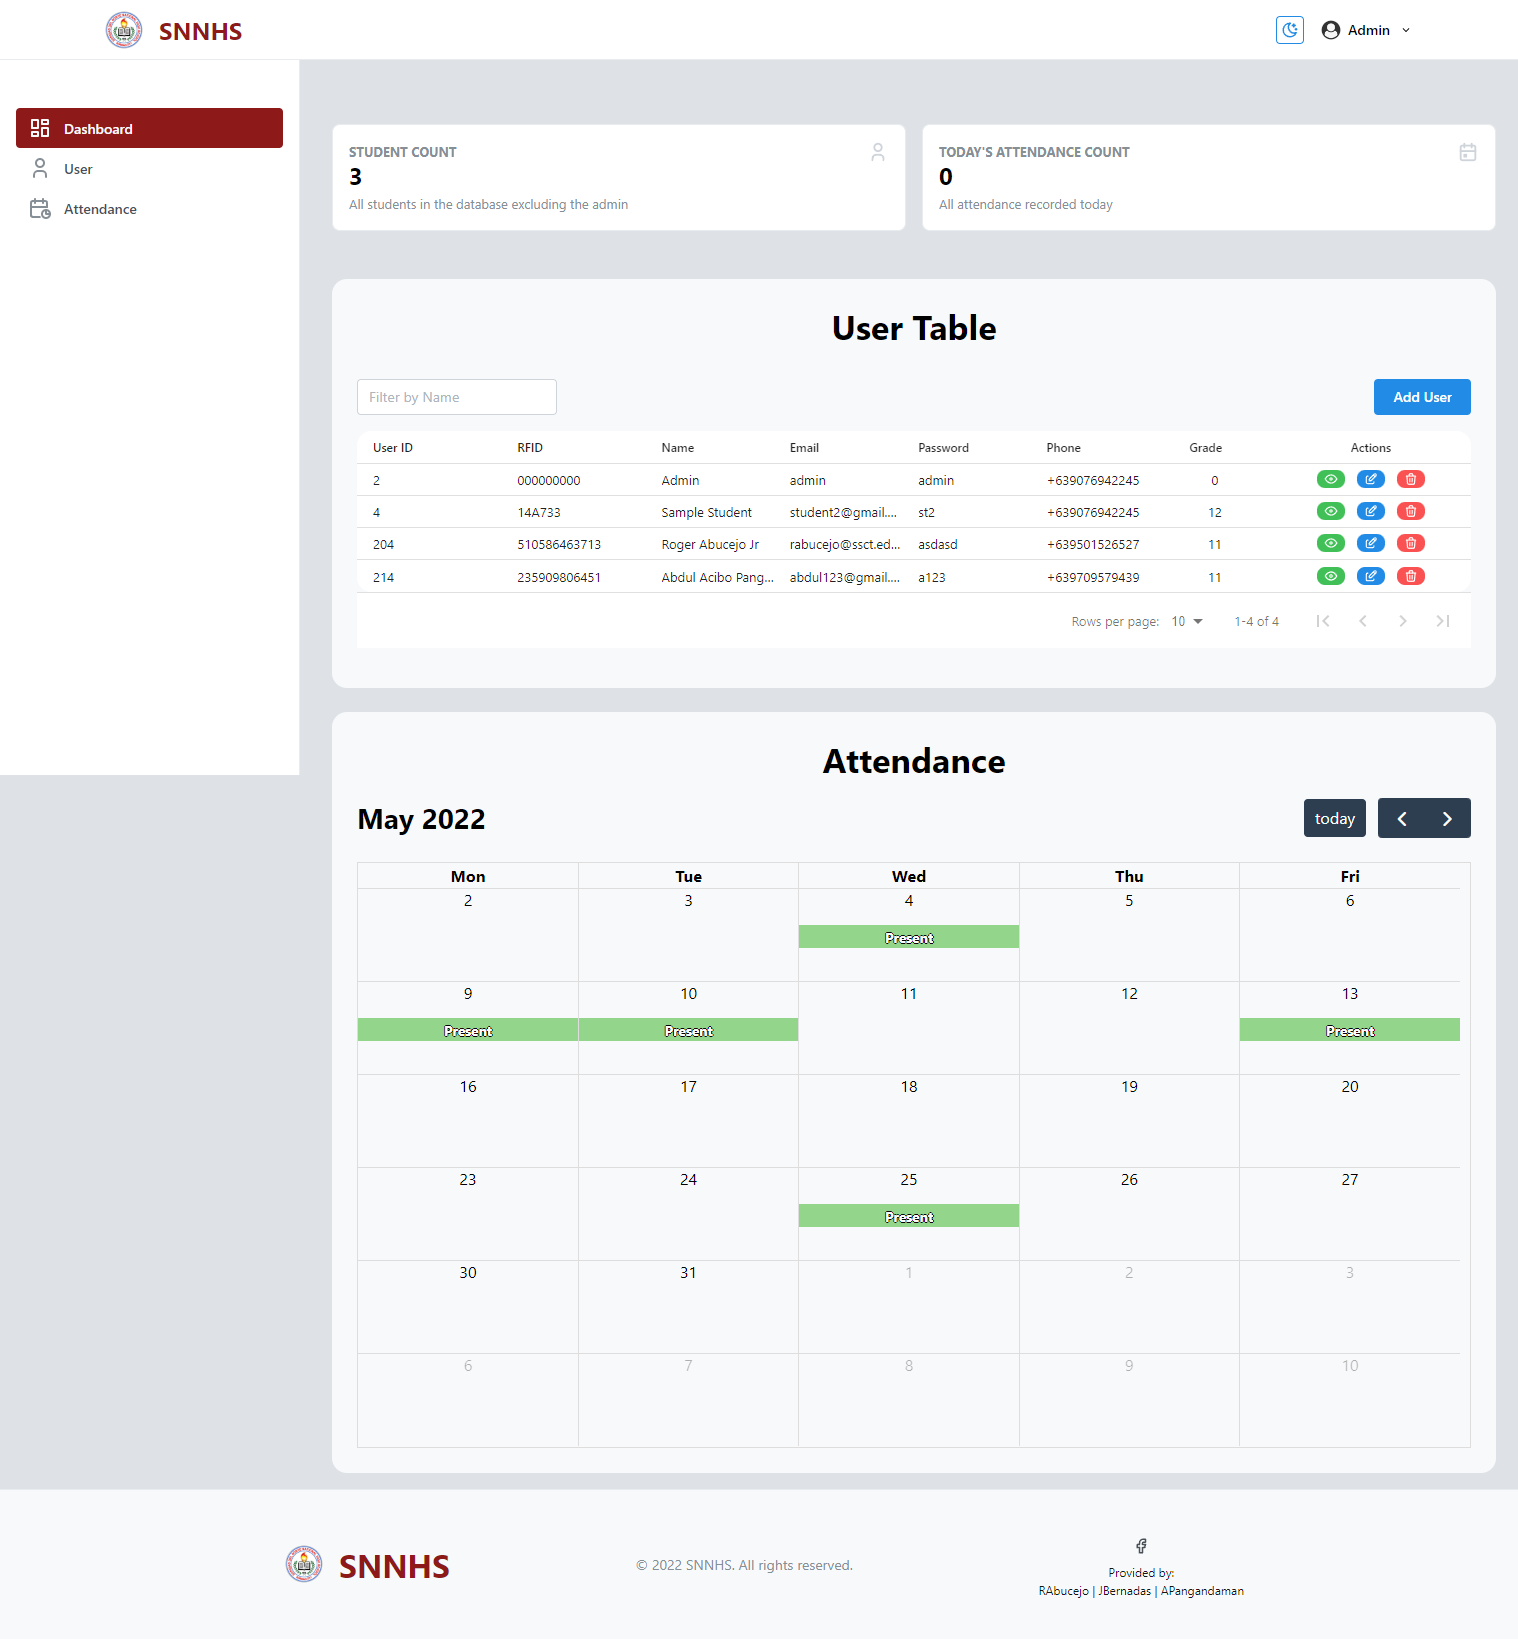 SNNHS
Admin
Dashboard
User
Attendance
STUDENT COUNT
3
All students in the database excluding the admin
TODAY'S ATTENDANCE COUNT
0
All attendance recorded today
User Table
Filter by Name
Add User
User ID RFID Name Email Password Phone Grade Actions
2 000000000 Admin admin admin +639076942245 0
4 14A733 Sample Student student2@gmail.... st2 +639076942245 12
204 510586463713 Roger Abucejo Jr rabucejo@ssct.ed... asdasd +639501526527 11
214 235909806451 Abdul Acibo Pang... abdul123@gmail.... a123 +639709579439 11
Rows per page: 10 1-4 of 4
Attendance
May 2022
today
Mon Tue Wed Thu Fri
2 3 4 5 6
Present
9 10 11 12 13
Present Present Present
16 17 18 19 20
23 24 25 26 27
Present
30 31 1 2 3
6 7 8 9 10
SNNHS
© 2022 SNNHS. All rights reserved.
Provided by:
RAbucejo | JBernadas | APangandaman